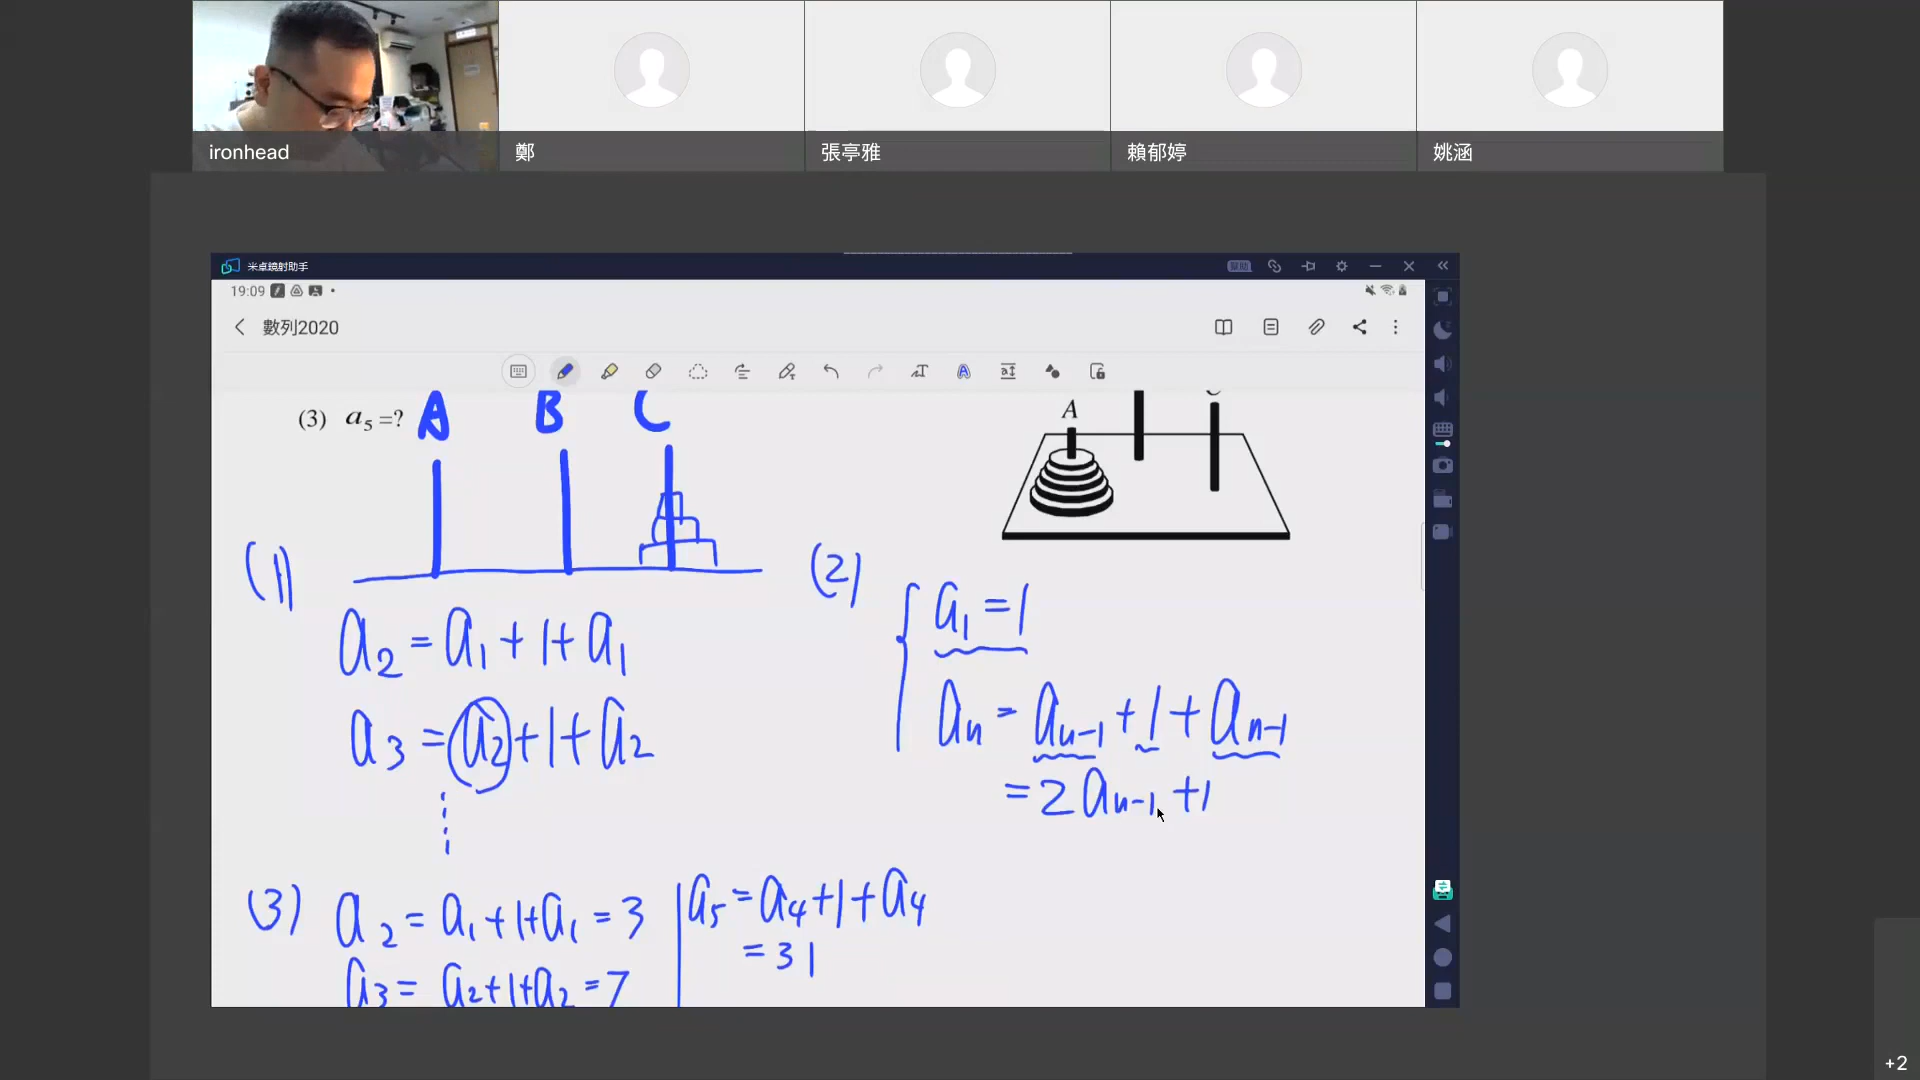 ironhead
鄭
張亭雅
賴郁婷
姚涵
米卓鏡射助手
19:09
數列2020
(3) a₅ =?
A B C
A
(1)
a₂ = a₁ + 1 + a₁
a₃ = a₂ + 1 + a₂
(2)
a₁ = 1
aₙ = aₙ₋₁ + 1 + aₙ₋₁
= 2aₙ₋₁ + 1
(3) a₂ = a₁ + 1 + a₁ = 3
a₃ = a₂ + 1 + a₂ = 7
a₅ = a₄ + 1 + a₄
= 31
+2